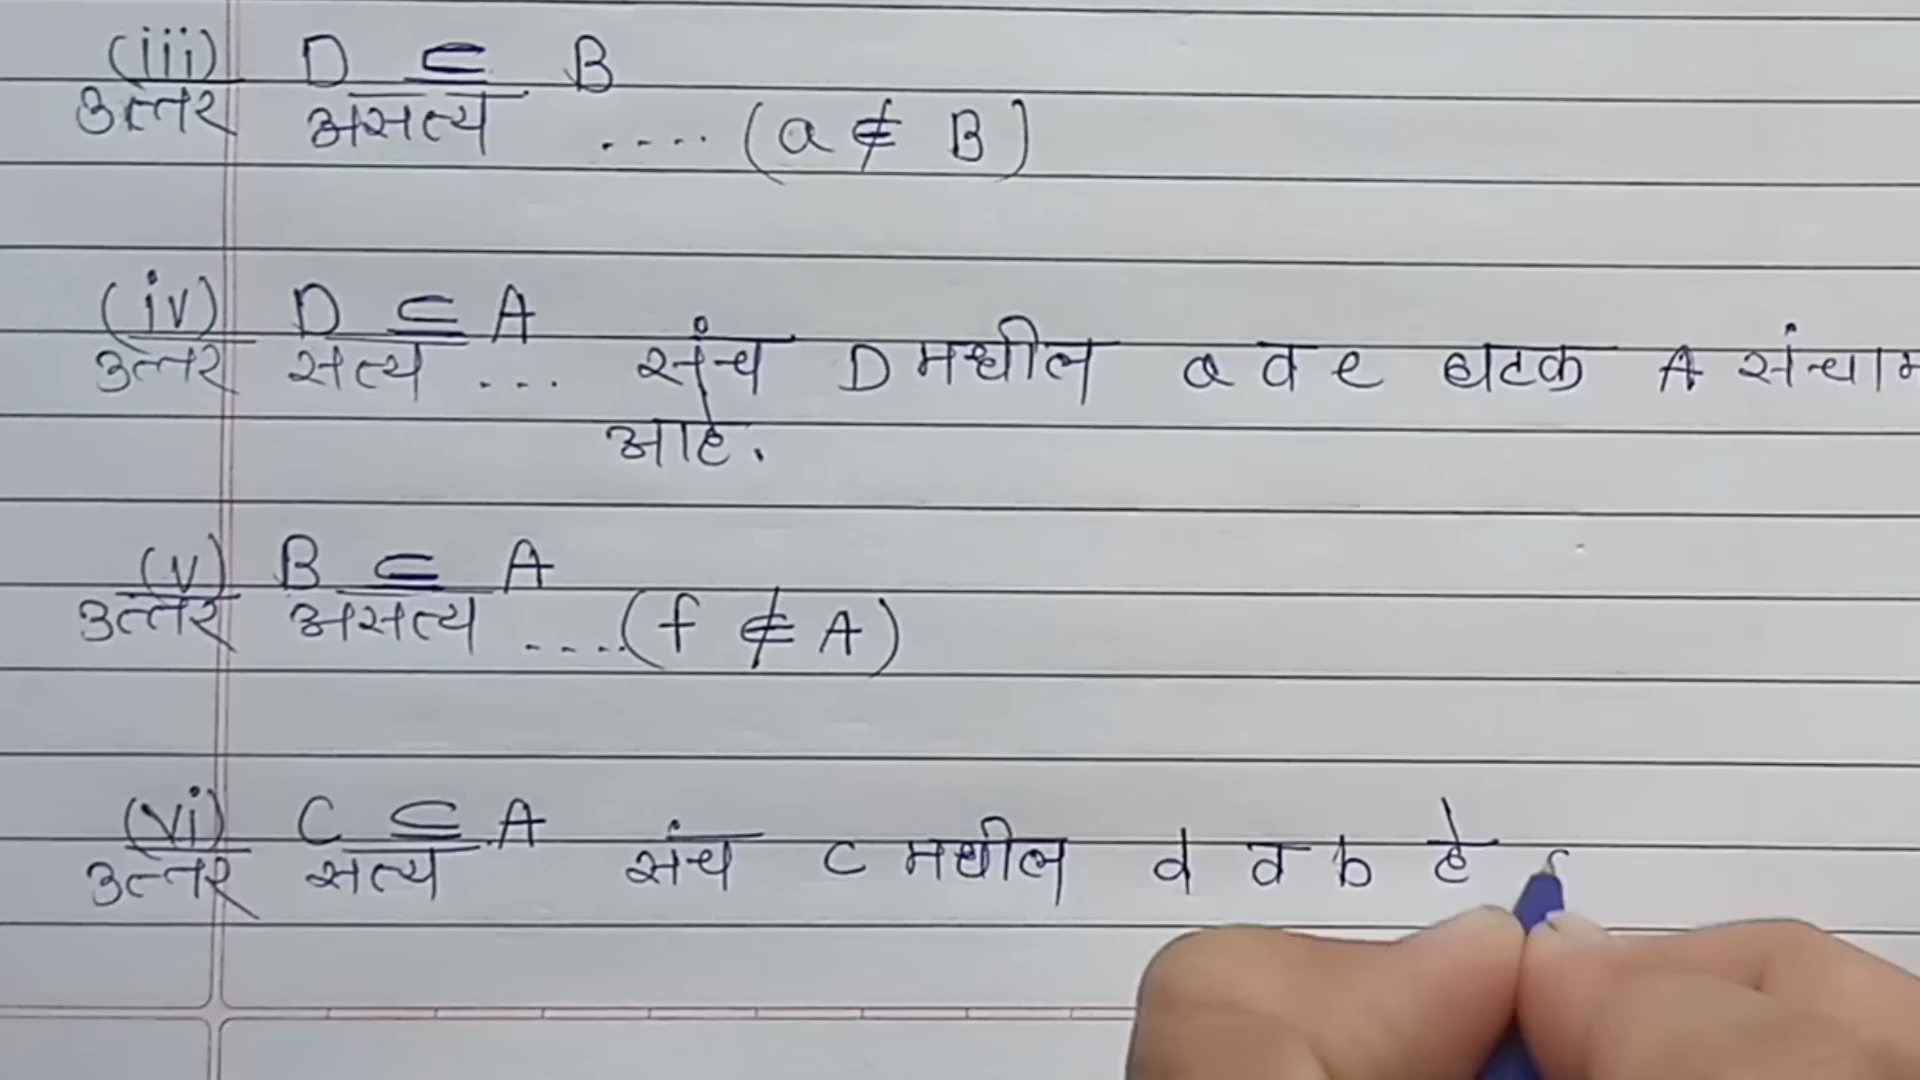 (iii) D ⊆ B
उत्तर असत्य .... (a ∉ B)
(iv) D ⊆ A
उत्तर सत्य ... संच D मधील a व e घटक A संचाम
आहे.
(v) B ⊆ A
उत्तर असत्य ....(f ∉ A)
(vi) C ⊆ A
उत्तर सत्य संच C मधील d व b हे